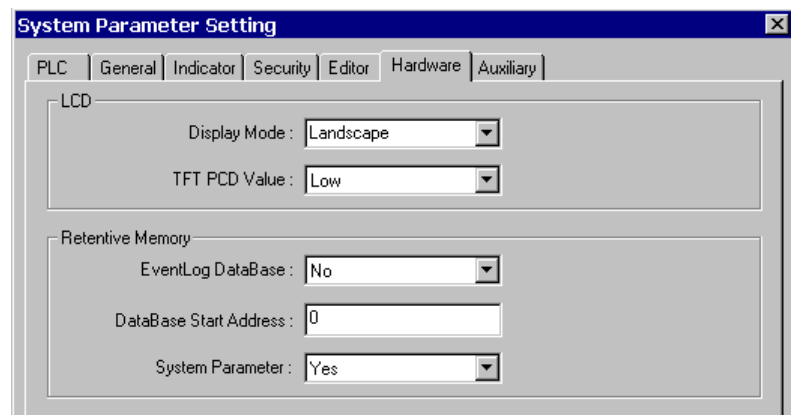 System Parameter Setting
PLC General Indicator Security Editor Hardware Auxiliary
LCD
Display Mode : Landscape
TFT PCD Value : Low
Retentive Memory
EventLog DataBase : No
DataBase Start Address : 0
System Parameter : Yes